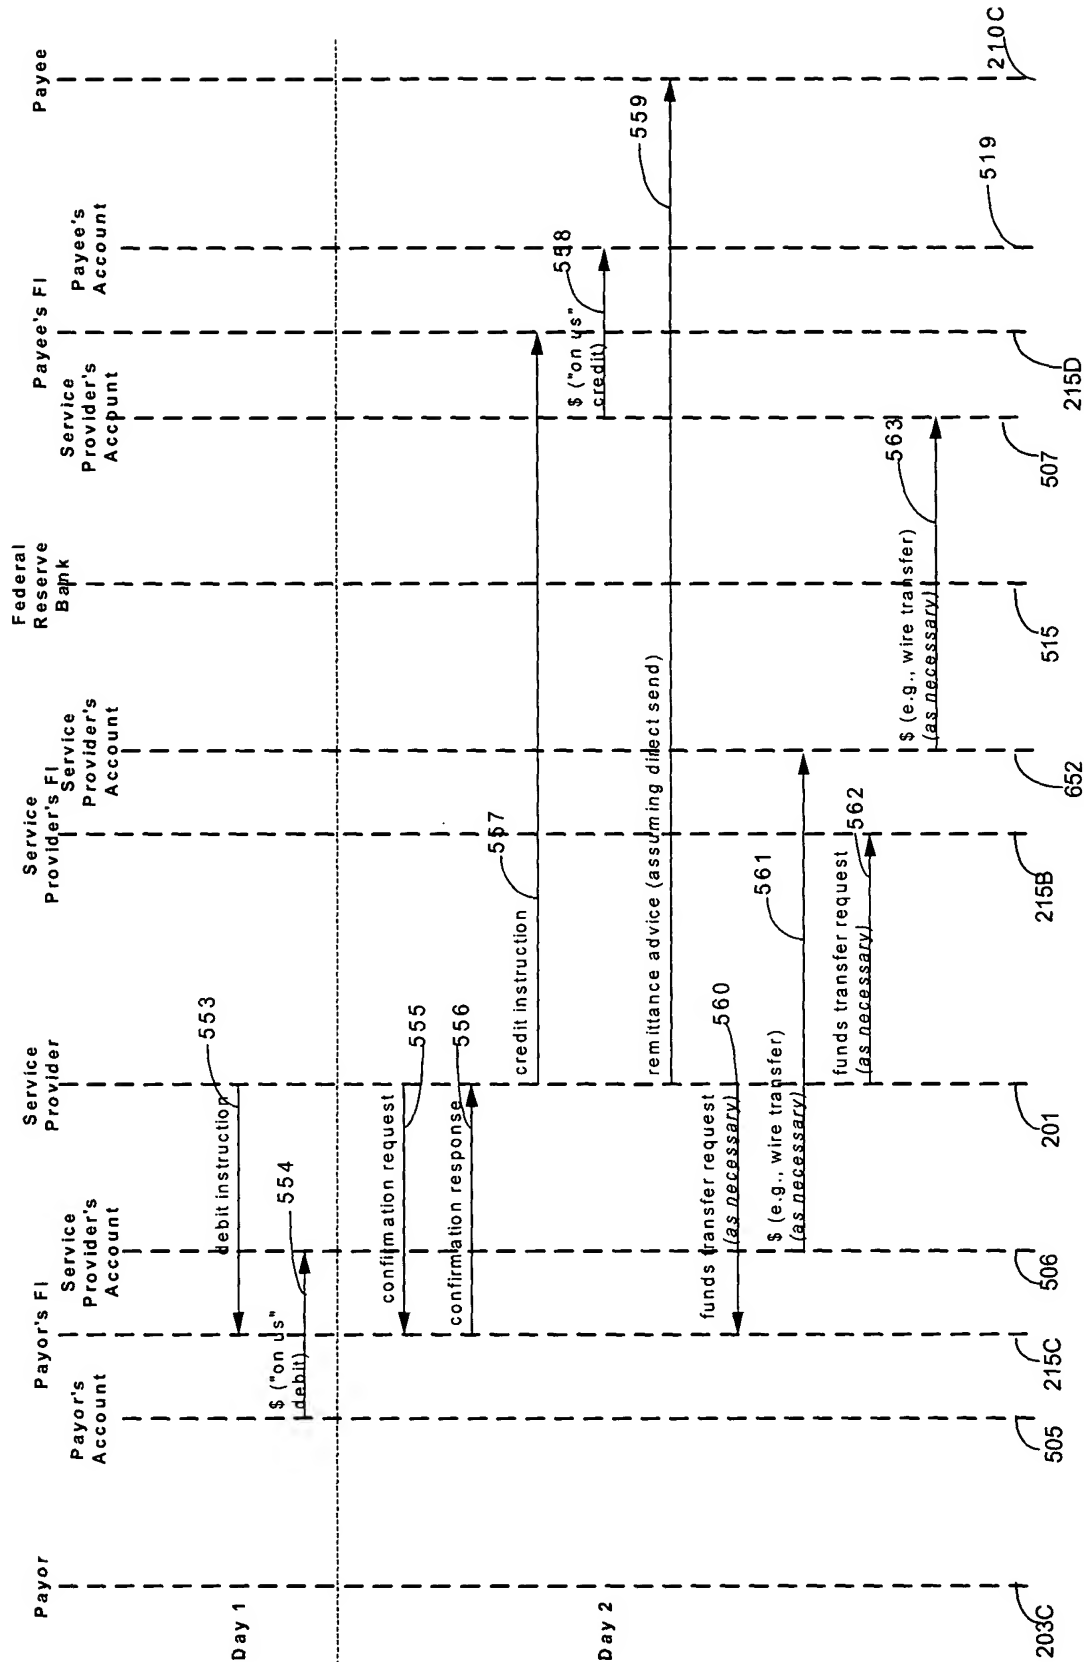 Payor
Payor's
Account
Payor's FI
Service
Provider's
Account
Service
Provider
Service
Provider's FI
Service
Provider's
Account
Federal
Reserve
Bank
Service
Provider's
Account
Payee's FI
Payee's
Account
Payee
Day 1
debit instruction
553
$ ("on us"
debit)
554
Day 2
confirmation request
555
confirmation response
556
credit instruction
557
$ ("on us"
credit)
558
remittance advice (assuming direct send)
559
funds transfer request
(as necessary)
560
$ (e.g., wire transfer)
(as necessary)
561
funds transfer request
(as necessary)
562
$ (e.g., wire transfer)
(as necessary)
563
203C
505
215C
506
201
215B
652
515
507
215D
519
210C